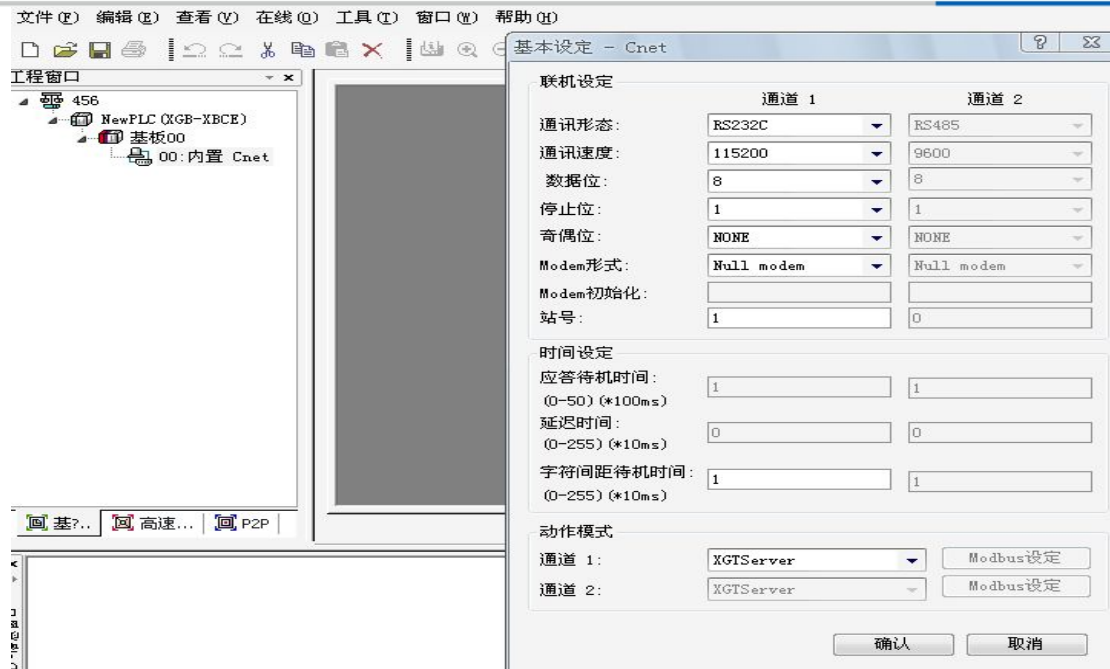 文件(F) 编辑(E) 查看(V) 在线(O) 工具(T) 窗口(W) 帮助(H)
工程窗口
456
NewPLC(XGB-XBCE)
基板00
00:内置 Cnet
基?..
高速...
P2P
基本设定 - Cnet
联机设定
通道 1 通道 2
通讯形态: RS232C RS485
通讯速度: 115200 9600
数据位: 8 8
停止位: 1 1
奇偶位: NONE NONE
Modem形式: Null modem Null modem
Modem初始化:
站号: 1 0
时间设定
应答待机时间: 1 1
(0-50)(*100ms)
延迟时间: 0 0
(0-255)(*10ms)
字符间距待机时间: 1 1
(0-255)(*10ms)
动作模式
通道 1: XGTServer Modbus设定
通道 2: XGTServer Modbus设定
确认 取消